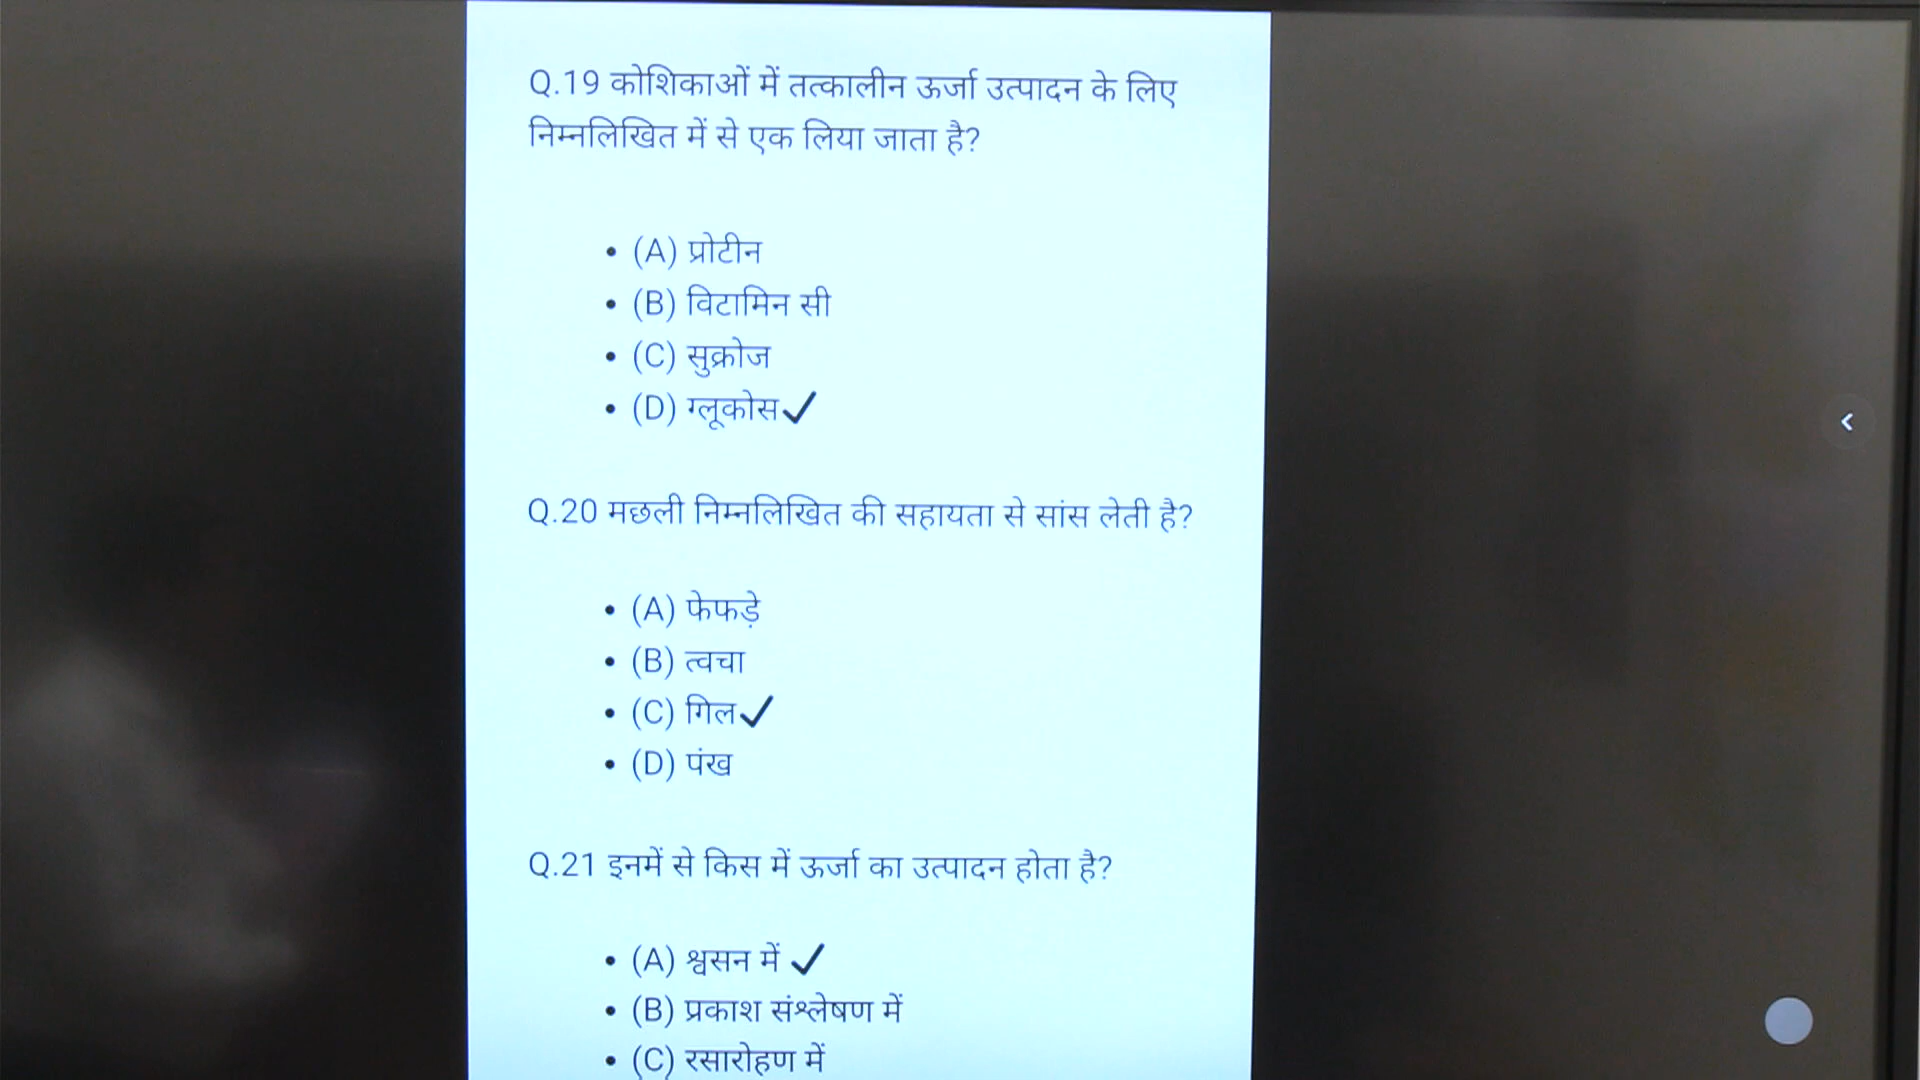 Q.19 कोशिकाओं में तत्कालीन ऊर्जा उत्पादन के लिए
निम्नलिखित में से एक लिया जाता है?
• (A) प्रोटीन
• (B) विटामिन सी
• (C) सुक्रोज
• (D) ग्लूकोस✓
Q.20 मछली निम्नलिखित की सहायता से सांस लेती है?
• (A) फेफड़े
• (B) त्वचा
• (C) गिल✓
• (D) पंख
Q.21 इनमें से किस में ऊर्जा का उत्पादन होता है?
• (A) श्वसन में ✓
• (B) प्रकाश संश्लेषण में
• (C) रसारोहण में